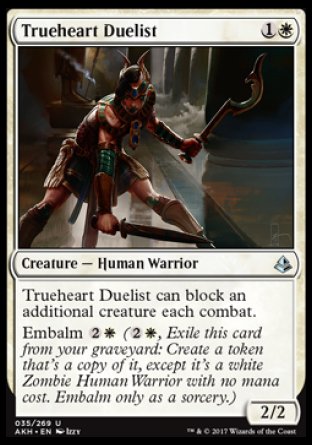 Trueheart Duelist 1
Creature — Human Warrior
Trueheart Duelist can block an
additional creature each combat.
Embalm 2 (2, Exile this card
from your graveyard: Create a token
that's a copy of it, except it's a white
Zombie Human Warrior with no mana
cost. Embalm only as a sorcery.)
2/2
035/269 U
AKH • EN Izzy
™ & © 2017 Wizards of the Coast